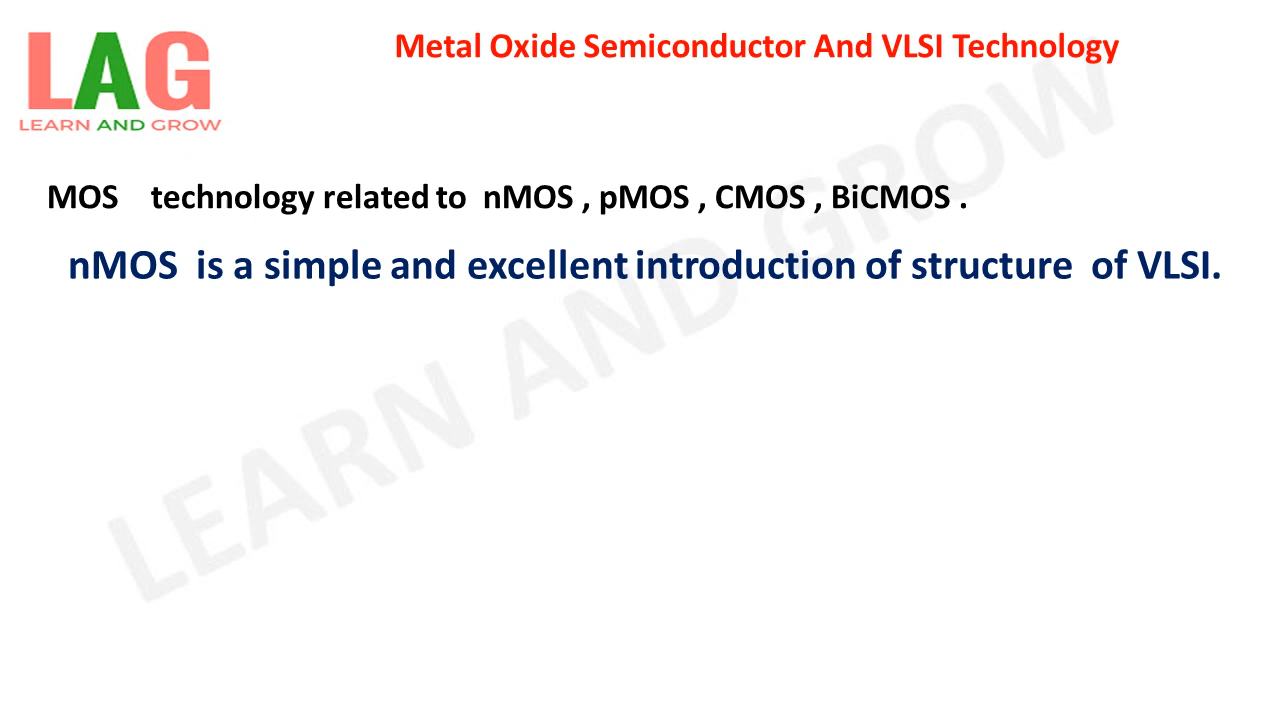 LAG
LEARN AND GROW
Metal Oxide Semiconductor And VLSI Technology
MOS technology related to nMOS , pMOS , CMOS , BiCMOS .
nMOS is a simple and excellent introduction of structure of VLSI.
LEARN AND GROW